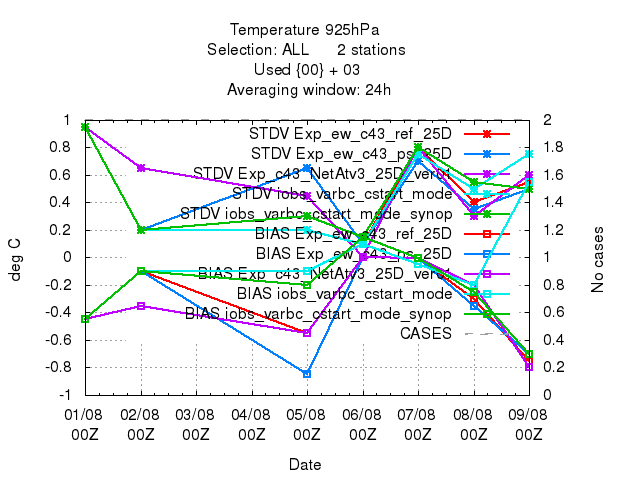 Temperature 925hPa
Selection: ALL 2 stations
Used {00} + 03
Averaging window: 24h
STDV Exp_ew_c43_ref_25D
STDV Exp_ew_c43_ps_25D
STDV Exp_c43_NetAtv3_25D_verv1
STDV iobs_varbc_cstart_mode
STDV iobs_varbc_cstart_mode_synop
BIAS Exp_ew_c43_ref_25D
BIAS Exp_ew_c43_ps_25D
BIAS Exp_c43_NetAtv3_25D_verv1
BIAS iobs_varbc_cstart_mode
BIAS iobs_varbc_cstart_mode_synop
CASES
deg C
1
0.8
0.6
0.4
0.2
0
-0.2
-0.4
-0.6
-0.8
-1
No cases
2
1.8
1.6
1.4
1.2
1
0.8
0.6
0.4
0.2
0
01/08 02/08 03/08 04/08 05/08 06/08 07/08 08/08 09/08
00Z 00Z 00Z 00Z 00Z 00Z 00Z 00Z 00Z
Date